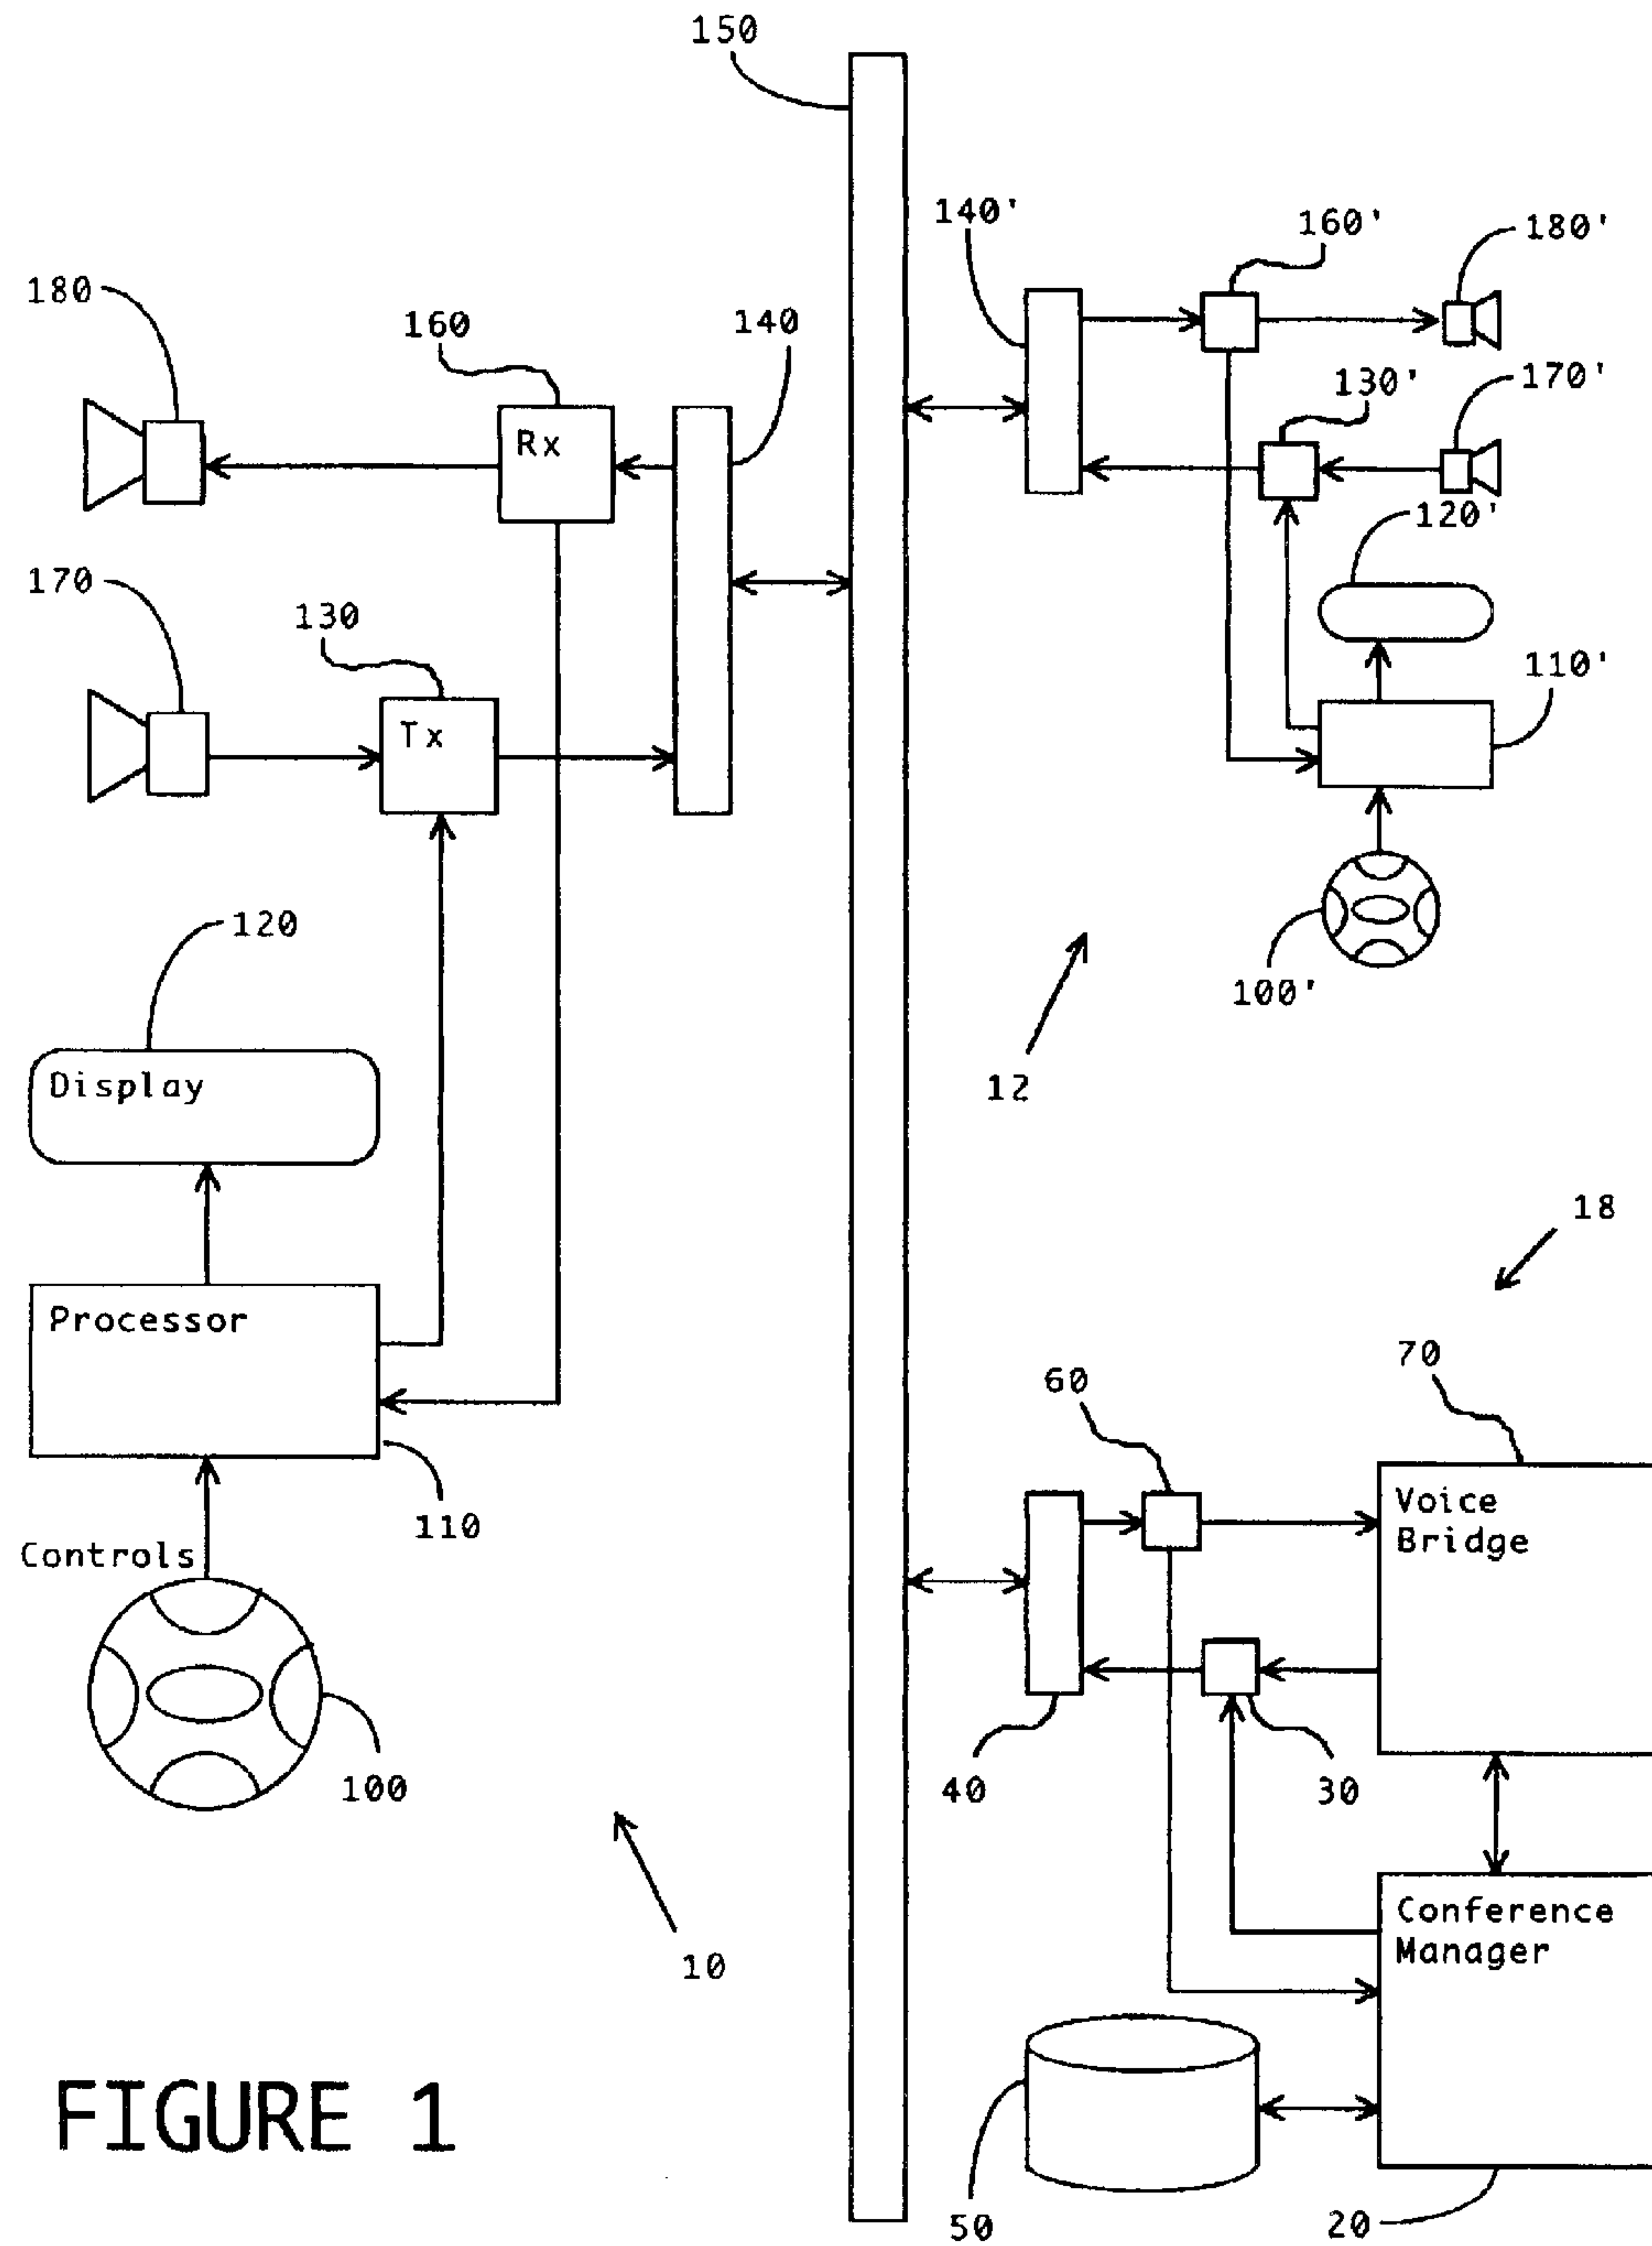 150
140'
160'
180'
180
160
140
130'
170'
Rx
120'
170
130
110'
Tx
120
100'
Display
12
18
Processor
70
60
110
Voice
Bridge
Controls
100
40
30
Conference
Manager
10
FIGURE 1
50
20